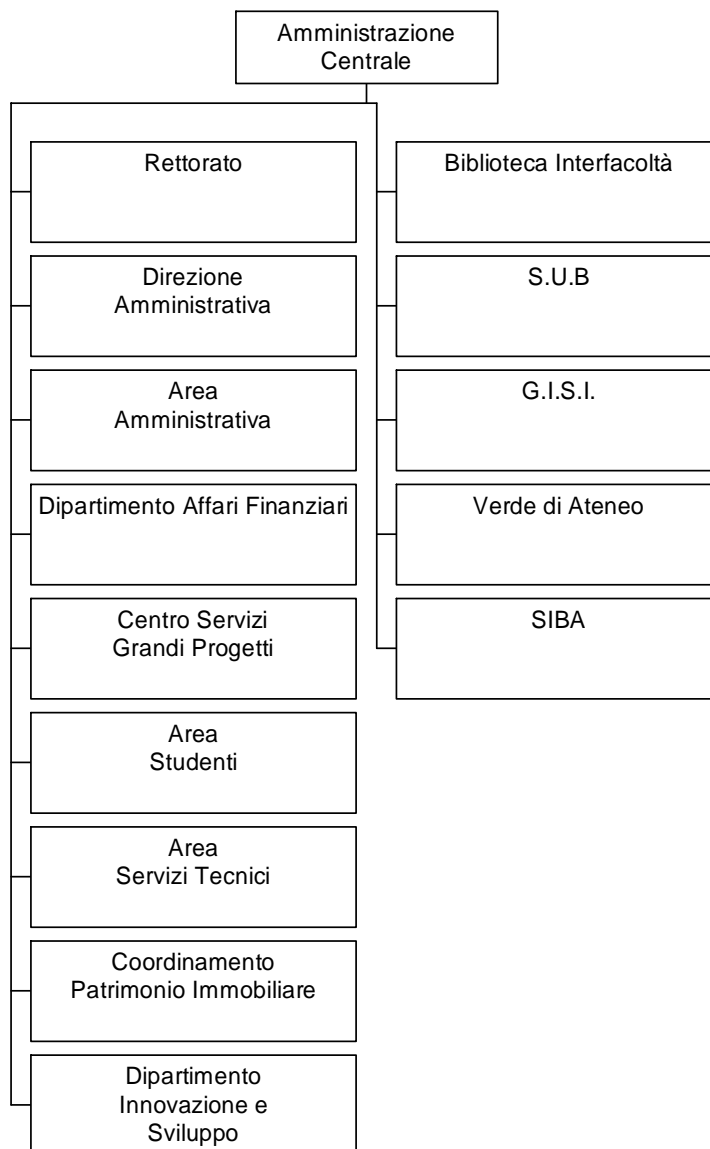 Amministrazione
Centrale
Rettorato
Direzione
Amministrativa
Area
Amministrativa
Dipartimento Affari Finanziari
Centro Servizi
Grandi Progetti
Area
Studenti
Area
Servizi Tecnici
Coordinamento
Patrimonio Immobiliare
Dipartimento
Innovazione e
Sviluppo
Biblioteca Interfacoltà
S.U.B
G.I.S.I.
Verde di Ateneo
SIBA